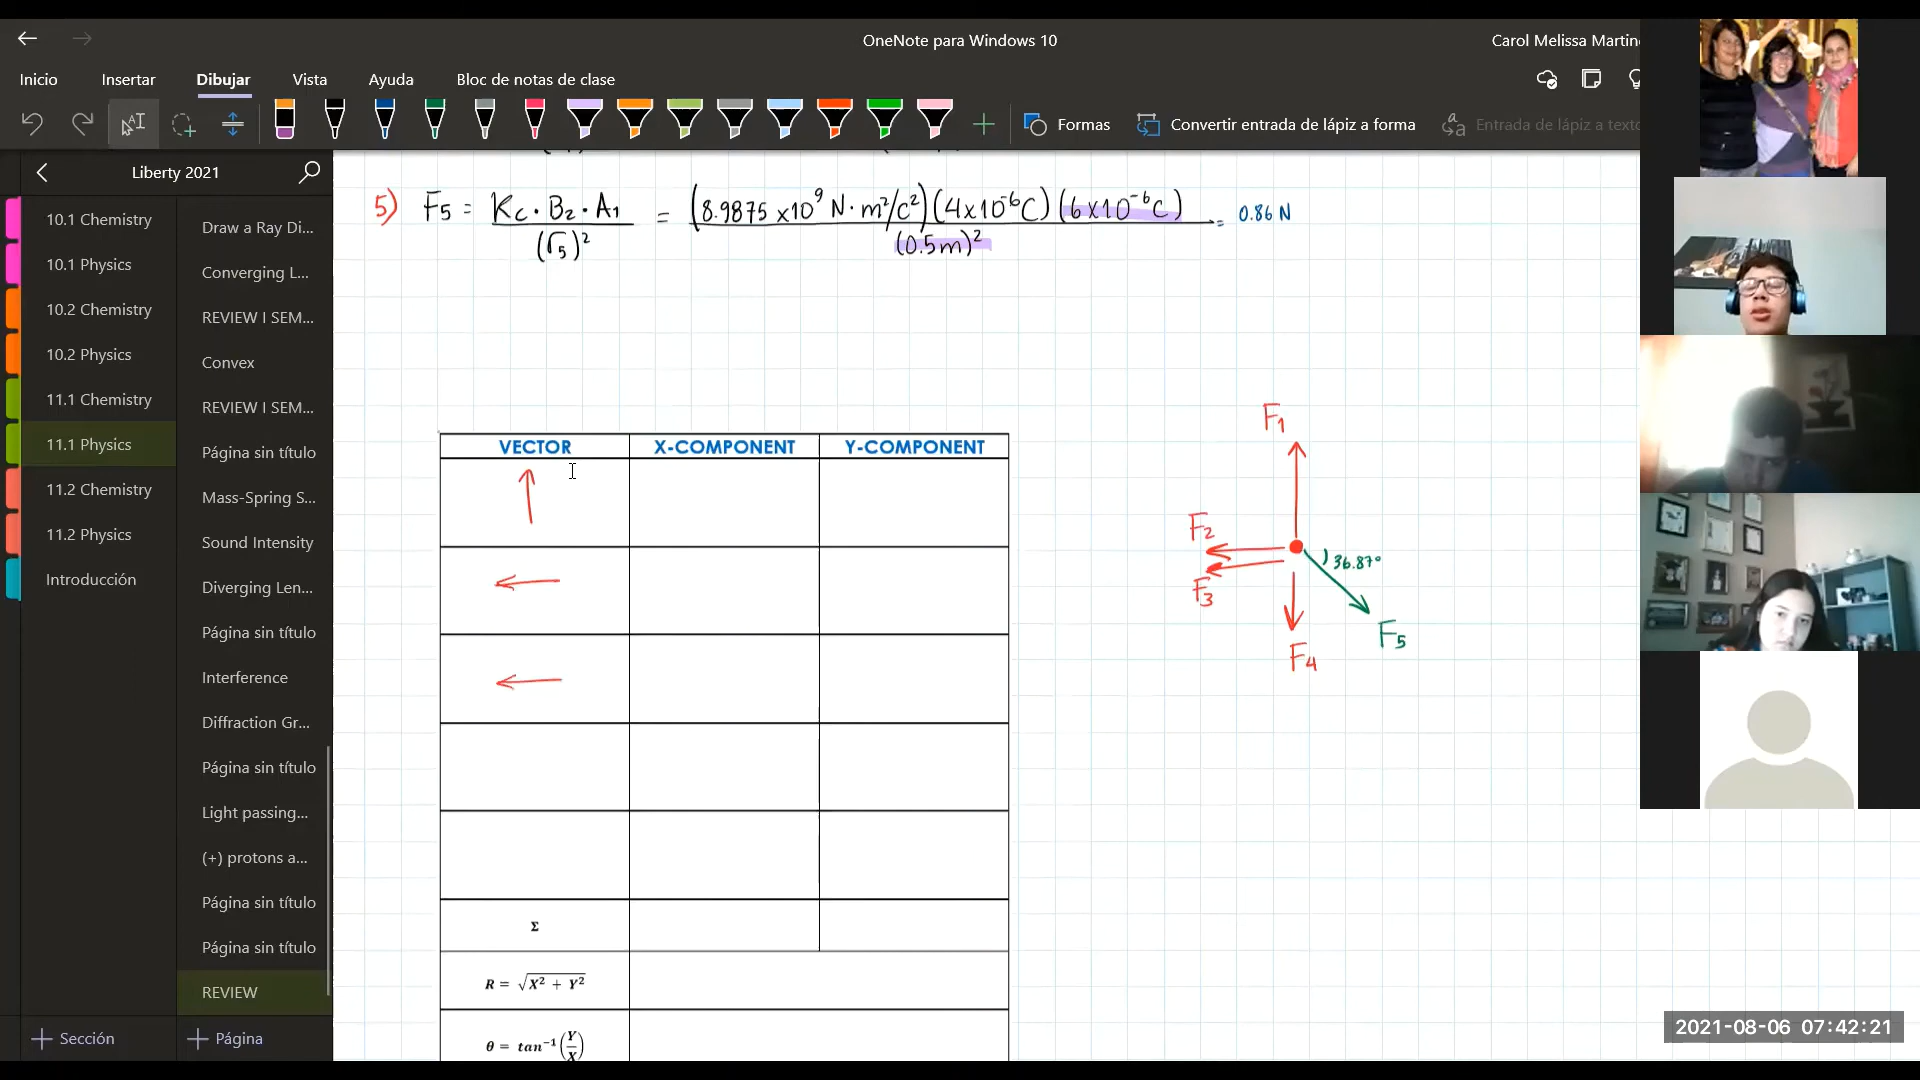 OneNote para Windows 10
Carol Melissa Martin
Inicio
Insertar
Dibujar
Vista
Ayuda
Bloc de notas de clase
Formas
Convertir entrada de lápiz a forma
Entrada de lápiz a texto
Liberty 2021
10.1 Chemistry
10.1 Physics
10.2 Chemistry
10.2 Physics
11.1 Chemistry
11.1 Physics
11.2 Chemistry
11.2 Physics
Introducción
Sección
Draw a Ray Di...
Converging L...
REVIEW I SEM...
Convex
REVIEW I SEM...
Página sin título
Mass-Spring S...
Sound Intensity
Diverging Len...
Página sin título
Interference
Diffraction Gr...
Página sin título
Light passing...
(+) protons a...
Página sin título
Página sin título
REVIEW
Página
5) F5 = Kc · B2 · A1 / (r5)² = (8.9875 x10⁹ N·m²/c²)(4x10⁻⁶C)(6x10⁻⁶C) / (0.5m)² = 0.86 N
VECTOR X-COMPONENT Y-COMPONENT
Σ
R = √X² + Y²
θ = tan⁻¹(Y/X)
F1
F2
36.87°
F3
F5
F4
2021-08-06 07:42:21